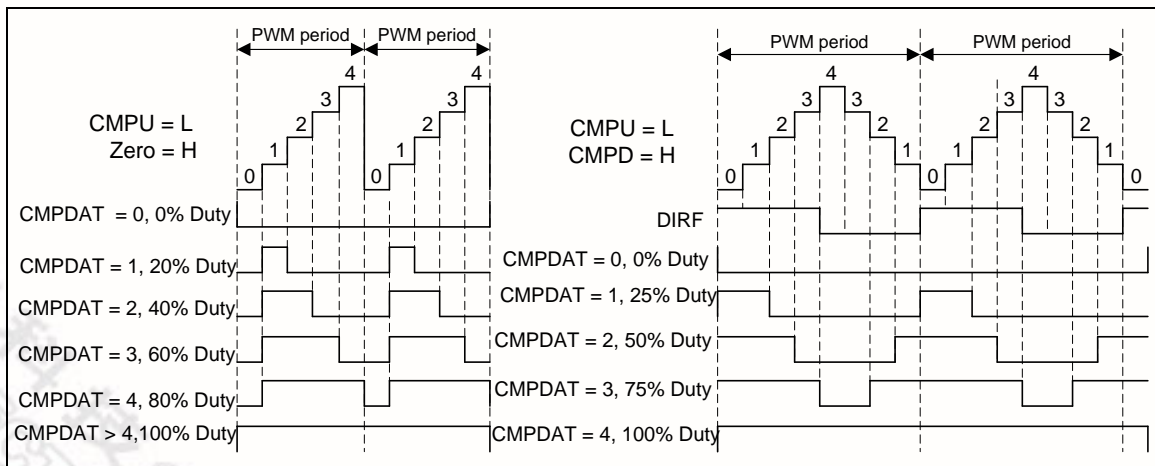 PWM period PWM period
4 4
3 3
2 2
1 1
0 0
CMPU = L
Zero = H
CMPDAT = 0, 0% Duty
CMPDAT = 1, 20% Duty
CMPDAT = 2, 40% Duty
CMPDAT = 3, 60% Duty
CMPDAT = 4, 80% Duty
CMPDAT > 4,100% Duty
PWM period PWM period
4 4
3 3 3 3
2 2 2 2
1 1 1 1
0 0 0
CMPU = L
CMPD = H
DIRF
CMPDAT = 0, 0% Duty
CMPDAT = 1, 25% Duty
CMPDAT = 2, 50% Duty
CMPDAT = 3, 75% Duty
CMPDAT = 4, 100% Duty